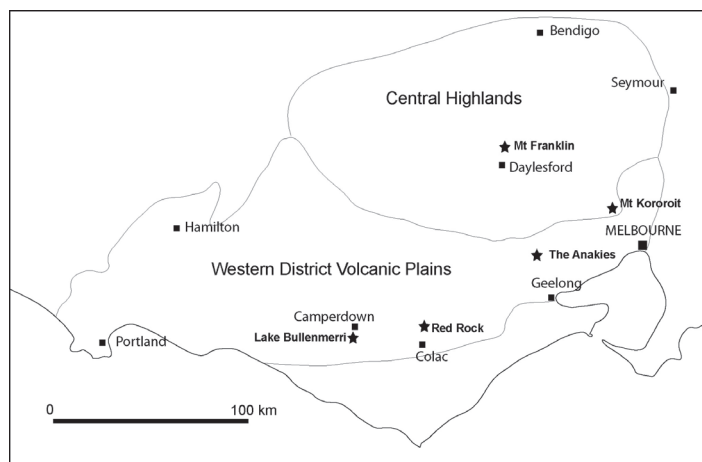 Bendigo
Seymour
Central Highlands
Mt Franklin
Daylesford
Mt Kororoit
Hamilton
MELBOURNE
The Anakies
Western District Volcanic Plains
Geelong
Camperdown
Red Rock
Lake Bullenmerri
Portland
Colac
0 100 km